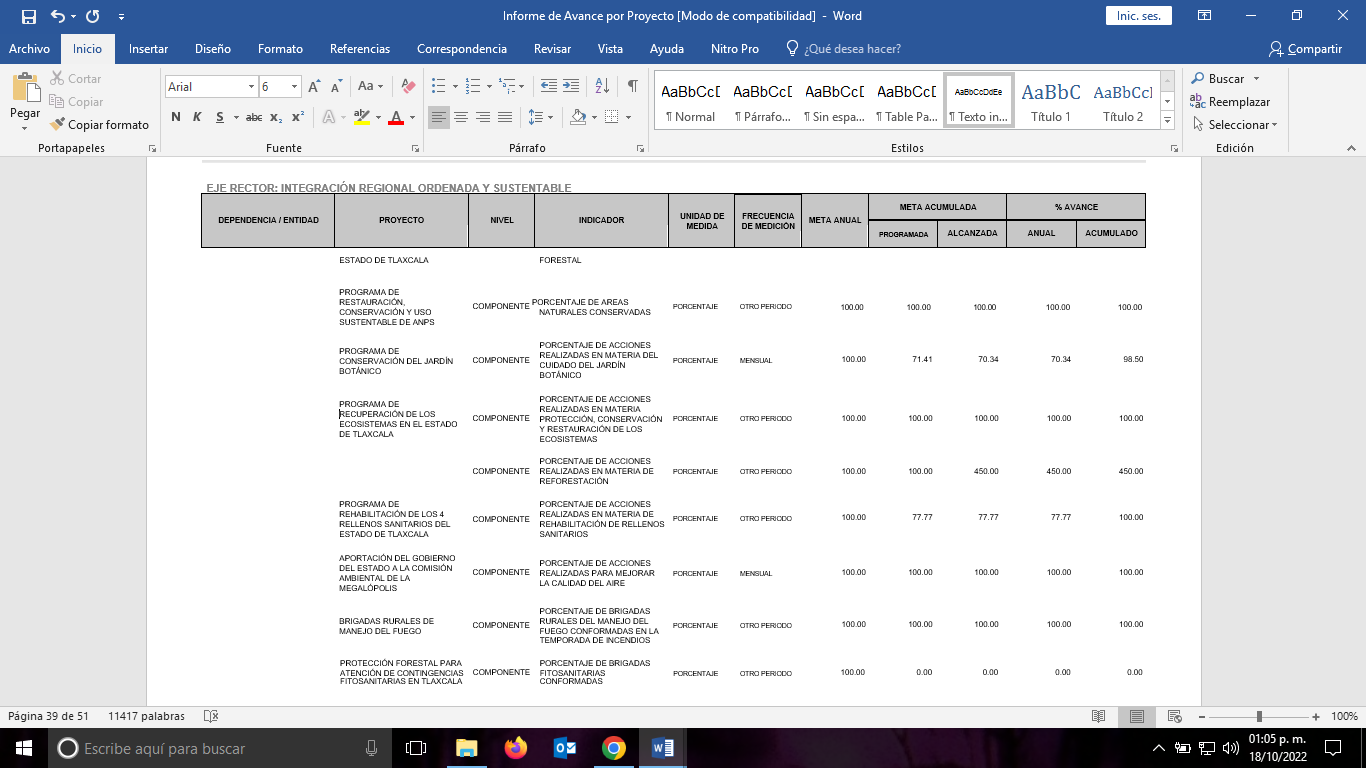 Informe de Avance por Proyecto [Modo de compatibilidad] - Word
Inic. ses.
Archivo Inicio Insertar Diseño Formato Referencias Correspondencia Revisar Vista Ayuda Nitro Pro ¿Qué desea hacer? Compartir
Pegar
Cortar
Copiar
Copiar formato
Portapapeles
Arial 6
Aa
N K S abc x₂ x²
Fuente
Párrafo
AaBbCcI AaBbCcI AaBbCcI AaBbCcI AaBbCcDdEe AaBbC AaBbCcI
¶ Normal ¶ Párrafo... ¶ Sin espa... ¶ Table Pa... ¶ Texto in... Título 1 Título 2
Estilos
Buscar
Reemplazar
Seleccionar
Edición
EJE RECTOR: INTEGRACIÓN REGIONAL ORDENADA Y SUSTENTABLE
DEPENDENCIA / ENTIDAD
PROYECTO
NIVEL
INDICADOR
UNIDAD DE
MEDIDA
FRECUENCIA
DE MEDICIÓN
META ANUAL
META ACUMULADA
PROGRAMADA ALCANZADA
% AVANCE
ANUAL ACUMULADO
ESTADO DE TLAXCALA
FORESTAL
PROGRAMA DE
RESTAURACIÓN,
CONSERVACIÓN Y USO
SUSTENTABLE DE ANPS
COMPONENTE
PORCENTAJE DE AREAS
NATURALES CONSERVADAS
PORCENTAJE OTRO PERIODO 100.00 100.00 100.00 100.00 100.00
PROGRAMA DE
CONSERVACIÓN DEL JARDÍN
BOTÁNICO
COMPONENTE
PORCENTAJE DE ACCIONES
REALIZADAS EN MATERIA DEL
CUIDADO DEL JARDÍN
BOTÁNICO
PORCENTAJE MENSUAL 100.00 71.41 70.34 70.34 98.50
PROGRAMA DE
RECUPERACIÓN DE LOS
ECOSISTEMAS EN EL ESTADO
DE TLAXCALA
COMPONENTE
PORCENTAJE DE ACCIONES
REALIZADAS EN MATERIA
PROTECCIÓN, CONSERVACIÓN
Y RESTAURACIÓN DE LOS
ECOSISTEMAS
PORCENTAJE OTRO PERIODO 100.00 100.00 100.00 100.00 100.00
COMPONENTE
PORCENTAJE DE ACCIONES
REALIZADAS EN MATERIA DE
REFORESTACIÓN
PORCENTAJE OTRO PERIODO 100.00 100.00 450.00 450.00 450.00
PROGRAMA DE
REHABILITACIÓN DE LOS 4
RELLENOS SANITARIOS DEL
ESTADO DE TLAXCALA
COMPONENTE
PORCENTAJE DE ACCIONES
REALIZADAS EN MATERIA DE
REHABILITACIÓN DE RELLENOS
SANITARIOS
PORCENTAJE OTRO PERIODO 100.00 77.77 77.77 77.77 100.00
APORTACIÓN DEL GOBIERNO
DEL ESTADO A LA COMISIÓN
AMBIENTAL DE LA
MEGALÓPOLIS
COMPONENTE
PORCENTAJE DE ACCIONES
REALIZADAS PARA MEJORAR
LA CALIDAD DEL AIRE
PORCENTAJE MENSUAL 100.00 100.00 100.00 100.00 100.00
BRIGADAS RURALES DE
MANEJO DEL FUEGO
COMPONENTE
PORCENTAJE DE BRIGADAS
RURALES DEL MANEJO DEL
FUEGO CONFORMADAS EN LA
TEMPORADA DE INCENDIOS
PORCENTAJE OTRO PERIODO 100.00 100.00 100.00 100.00 100.00
PROTECCIÓN FORESTAL PARA
ATENCIÓN DE CONTINGENCIAS
FITOSANITARIAS EN TLAXCALA
COMPONENTE
PORCENTAJE DE BRIGADAS
FITOSANITARIAS
CONFORMADAS
PORCENTAJE OTRO PERIODO 100.00 0.00 0.00 0.00 0.00
Página 39 de 51 11417 palabras 100%
Escribe aquí para buscar
01:05 p. m.
18/10/2022